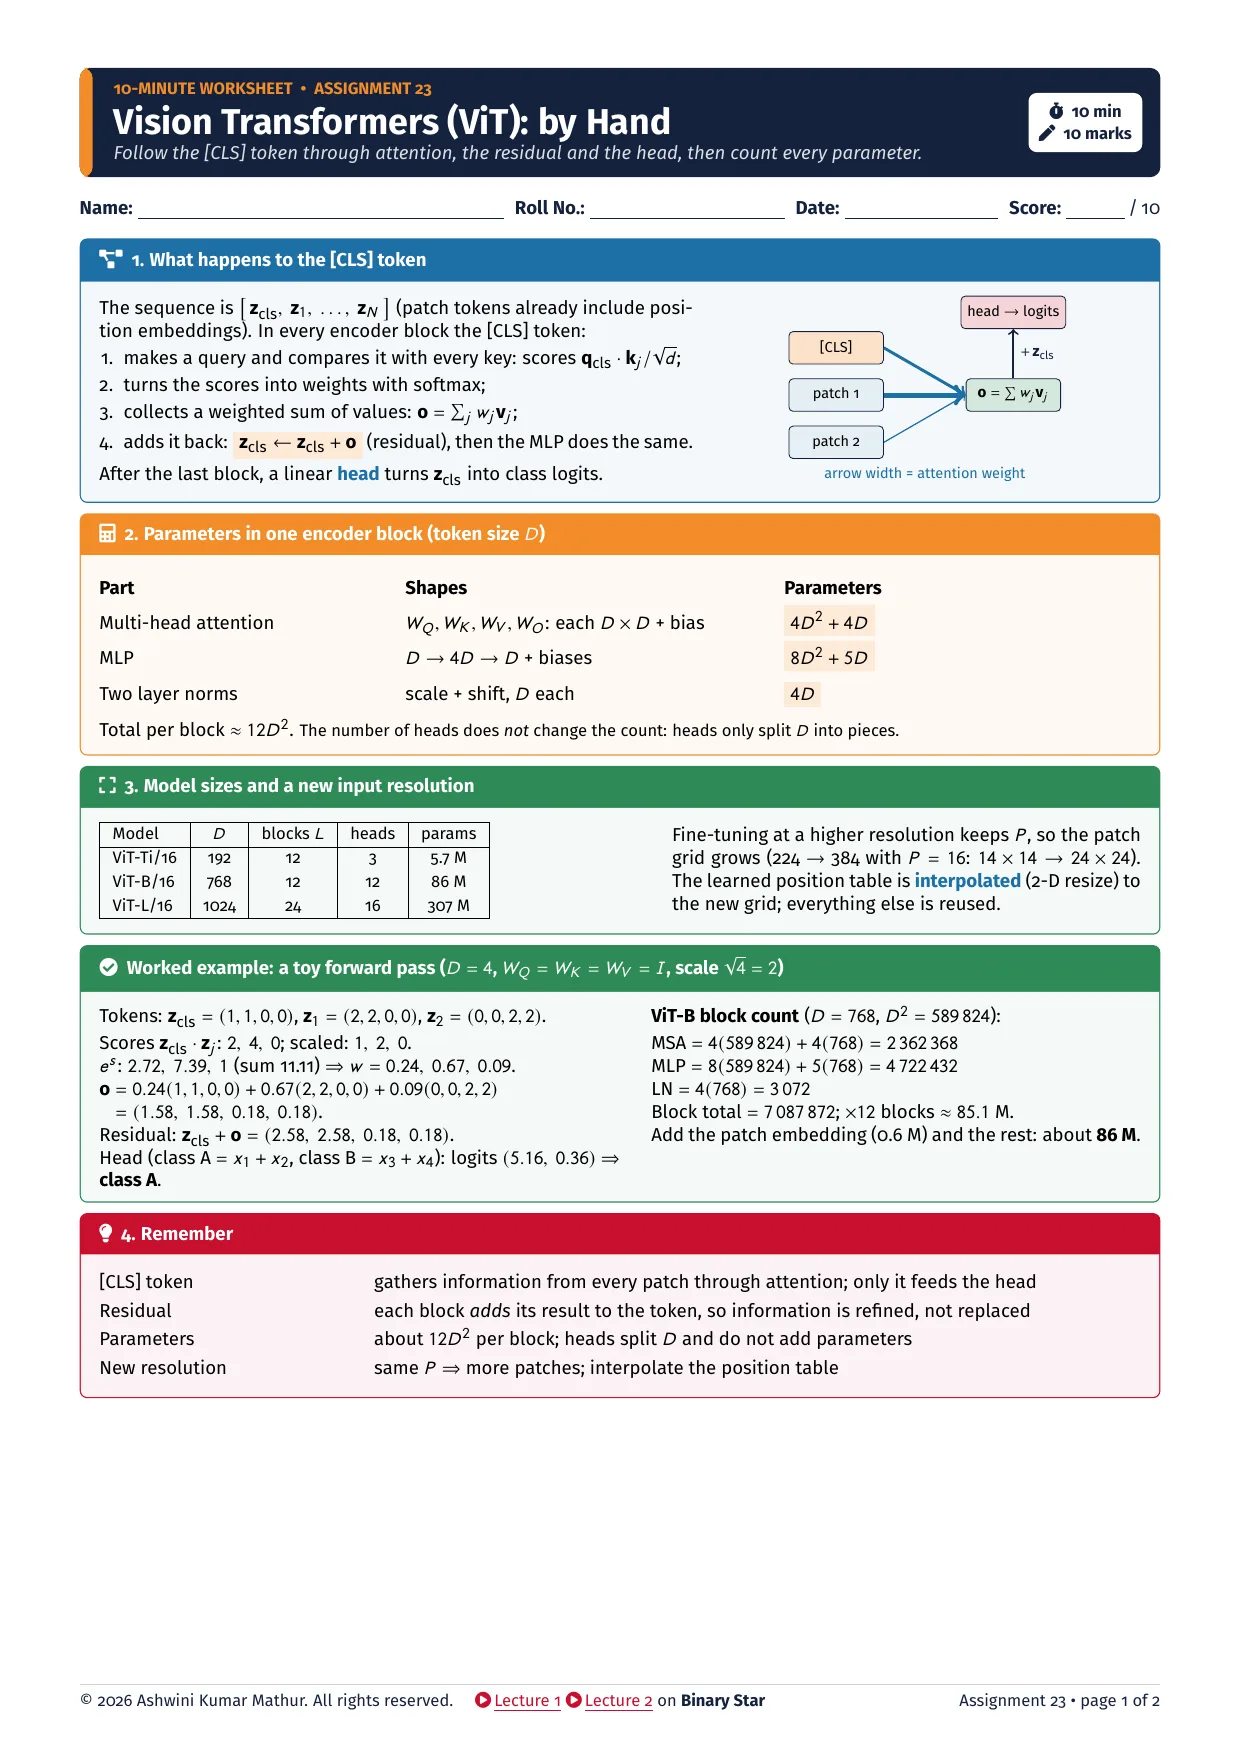 10-MINUTE WORKSHEET • ASSIGNMENT 23
Vision Transformers (ViT): by Hand
Follow the [CLS] token through attention, the residual and the head, then count every parameter.
10 min
10 marks
Name: Roll No.: Date: Score: / 10
1. What happens to the [CLS] token
The sequence is [ z_cls, z_1, ..., z_N ] (patch tokens already include posi-
tion embeddings). In every encoder block the [CLS] token:
1. makes a query and compares it with every key: scores q_cls · k_j/√d;
2. turns the scores into weights with softmax;
3. collects a weighted sum of values: o = ∑_j w_j v_j;
4. adds it back: z_cls ← z_cls + o (residual), then the MLP does the same.
After the last block, a linear head turns z_cls into class logits.
head → logits
[CLS]
+ z_cls
patch 1
o = ∑ w_j v_j
patch 2
arrow width = attention weight
2. Parameters in one encoder block (token size D)
Part Shapes Parameters
Multi-head attention W_Q, W_K, W_V, W_O: each D × D + bias 4D² + 4D
MLP D → 4D → D + biases 8D² + 5D
Two layer norms scale + shift, D each 4D
Total per block ≈ 12D². The number of heads does not change the count: heads only split D into pieces.
3. Model sizes and a new input resolution
Model D blocks L heads params
ViT-Ti/16 192 12 3 5.7 M
ViT-B/16 768 12 12 86 M
ViT-L/16 1024 24 16 307 M
Fine-tuning at a higher resolution keeps P, so the patch
grid grows (224 → 384 with P = 16: 14 × 14 → 24 × 24).
The learned position table is interpolated (2-D resize) to
the new grid; everything else is reused.
Worked example: a toy forward pass (D = 4, W_Q = W_K = W_V = I, scale √4 = 2)
Tokens: z_cls = (1, 1, 0, 0), z_1 = (2, 2, 0, 0), z_2 = (0, 0, 2, 2).
Scores z_cls · z_j: 2, 4, 0; scaled: 1, 2, 0.
e^s: 2.72, 7.39, 1 (sum 11.11) ⇒ w = 0.24, 0.67, 0.09.
o = 0.24(1, 1, 0, 0) + 0.67(2, 2, 0, 0) + 0.09(0, 0, 2, 2)
= (1.58, 1.58, 0.18, 0.18).
Residual: z_cls + o = (2.58, 2.58, 0.18, 0.18).
Head (class A = x_1 + x_2, class B = x_3 + x_4): logits (5.16, 0.36) ⇒
class A.
ViT-B block count (D = 768, D² = 589 824):
MSA = 4(589 824) + 4(768) = 2 362 368
MLP = 8(589 824) + 5(768) = 4 722 432
LN = 4(768) = 3 072
Block total = 7 087 872; ×12 blocks ≈ 85.1 M.
Add the patch embedding (0.6 M) and the rest: about 86 M.
4. Remember
[CLS] token gathers information from every patch through attention; only it feeds the head
Residual each block adds its result to the token, so information is refined, not replaced
Parameters about 12D² per block; heads split D and do not add parameters
New resolution same P ⇒ more patches; interpolate the position table
© 2026 Ashwini Kumar Mathur. All rights reserved. Lecture 1 Lecture 2 on Binary Star Assignment 23 • page 1 of 2